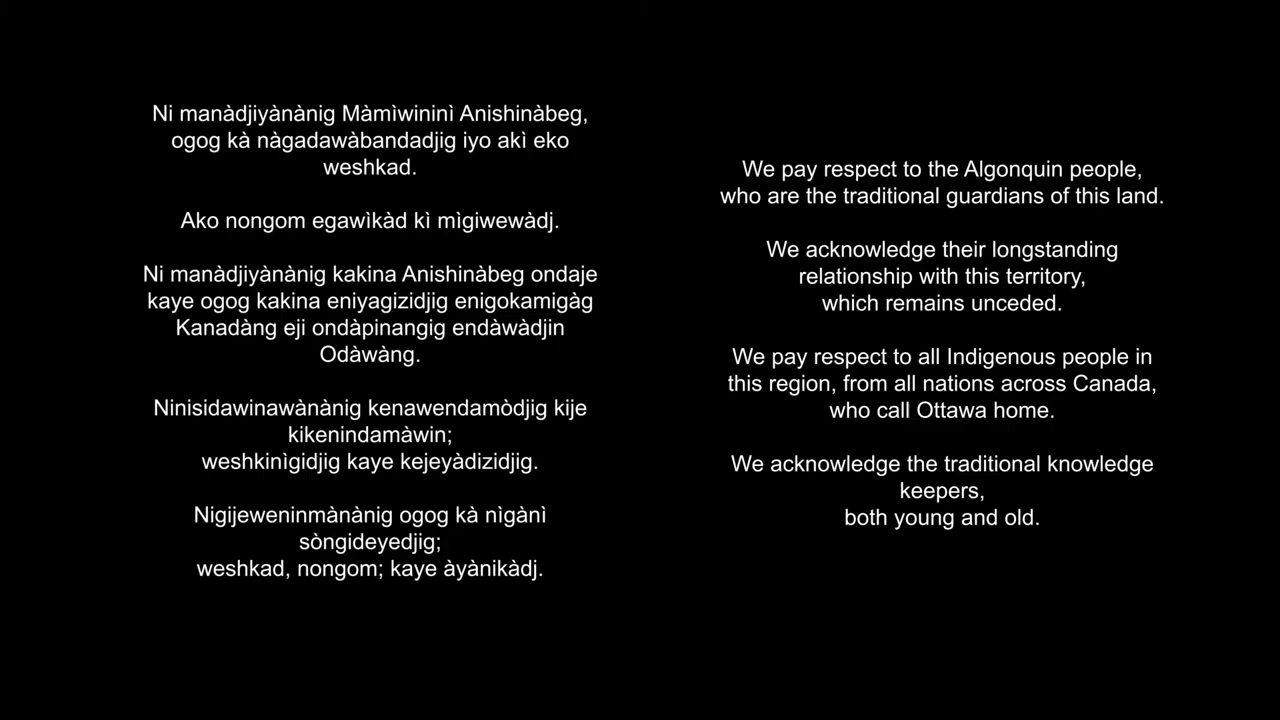 Ni manàdjiyànànig Màmìwininì Anishinàbeg,
ogog kà nàgadawàbandadjig iyo akì eko
weshkad.
Ako nongom egawìkàd kì mìgiwewàdj.
Ni manàdjiyànànig kakina Anishinàbeg ondaje
kaye ogog kakina eniyagizidjig enigokamigàg
Kanadàng eji ondàpinangig endàwàdjin
Odàwàng.
Ninisidawinawànànig kenawendamòdjig kije
kikenindamàwin;
weshkinìgidjig kaye kejeyàdizidjig.
Nigijeweninmànànig ogog kà nìgànì
sòngideyedjig;
weshkad, nongom; kaye àyànikàdj.
We pay respect to the Algonquin people,
who are the traditional guardians of this land.
We acknowledge their longstanding
relationship with this territory,
which remains unceded.
We pay respect to all Indigenous people in
this region, from all nations across Canada,
who call Ottawa home.
We acknowledge the traditional knowledge
keepers,
both young and old.